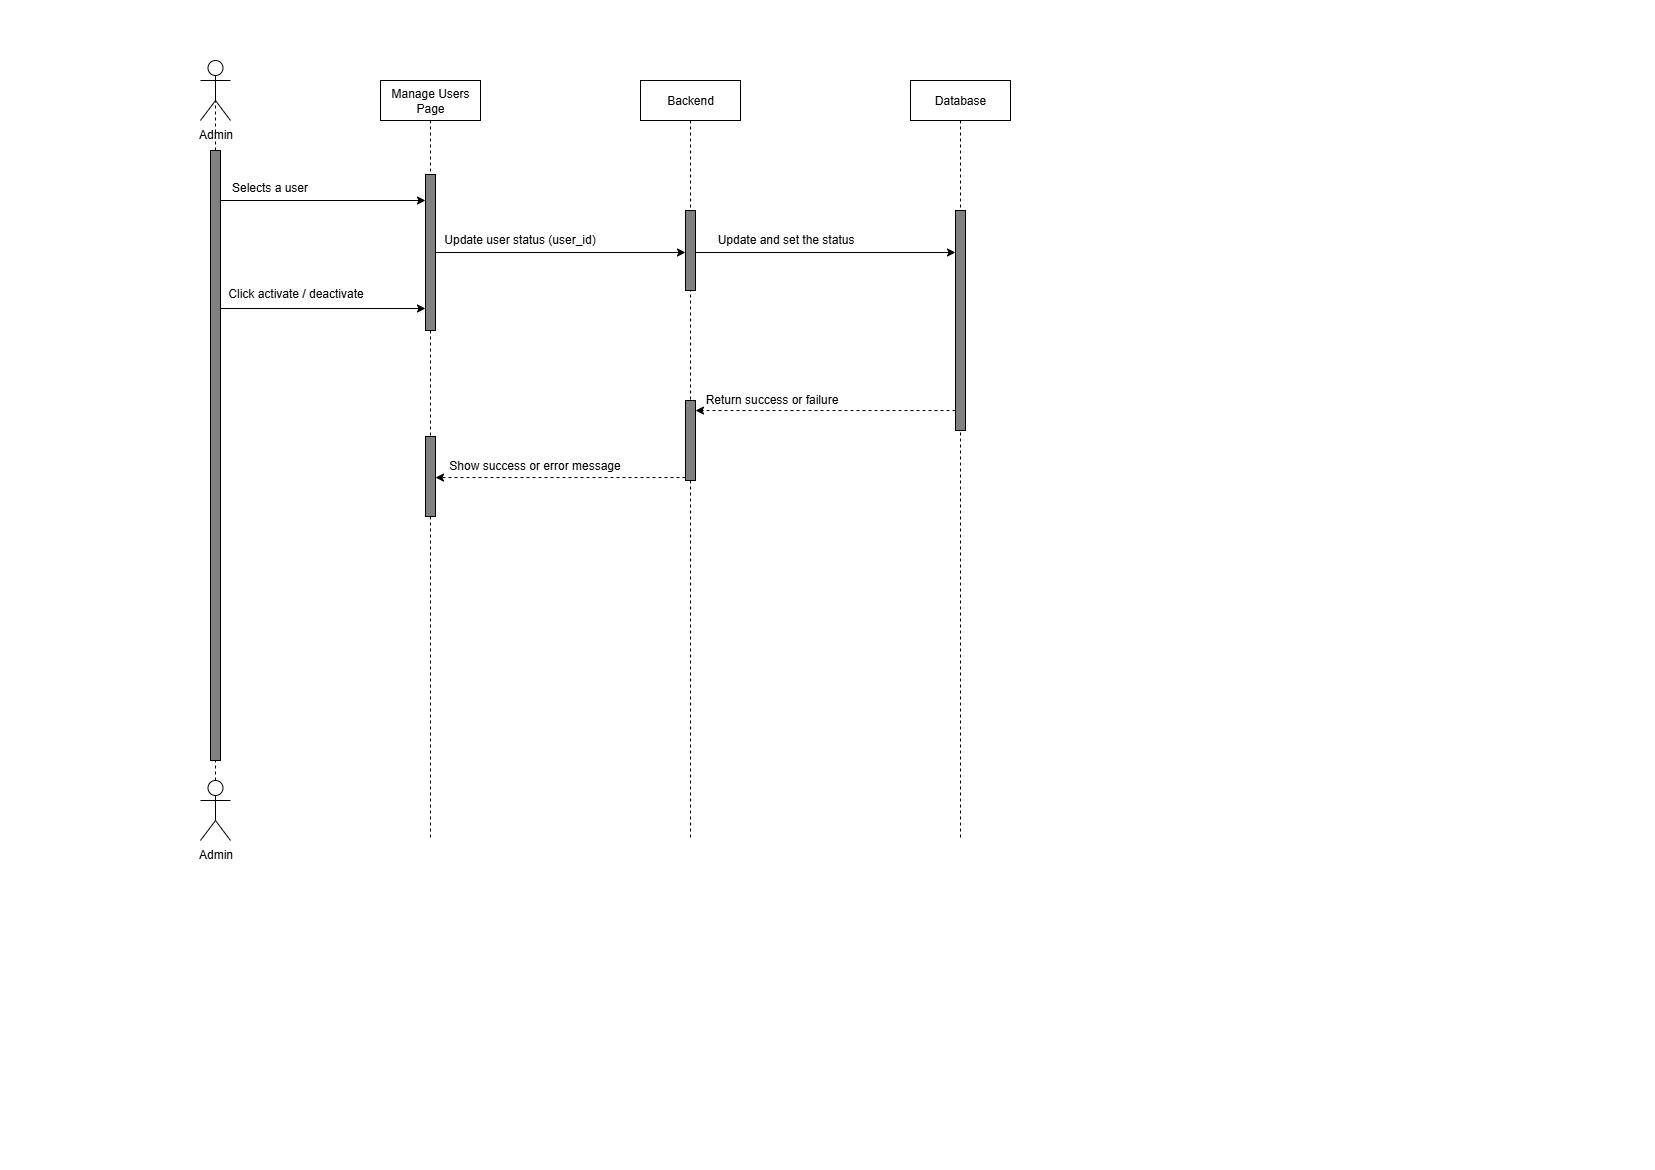 Admin
Manage Users
Page
Backend
Database
Selects a user
Update user status (user_id)
Update and set the status
Click activate / deactivate
Return success or failure
Show success or error message
Admin